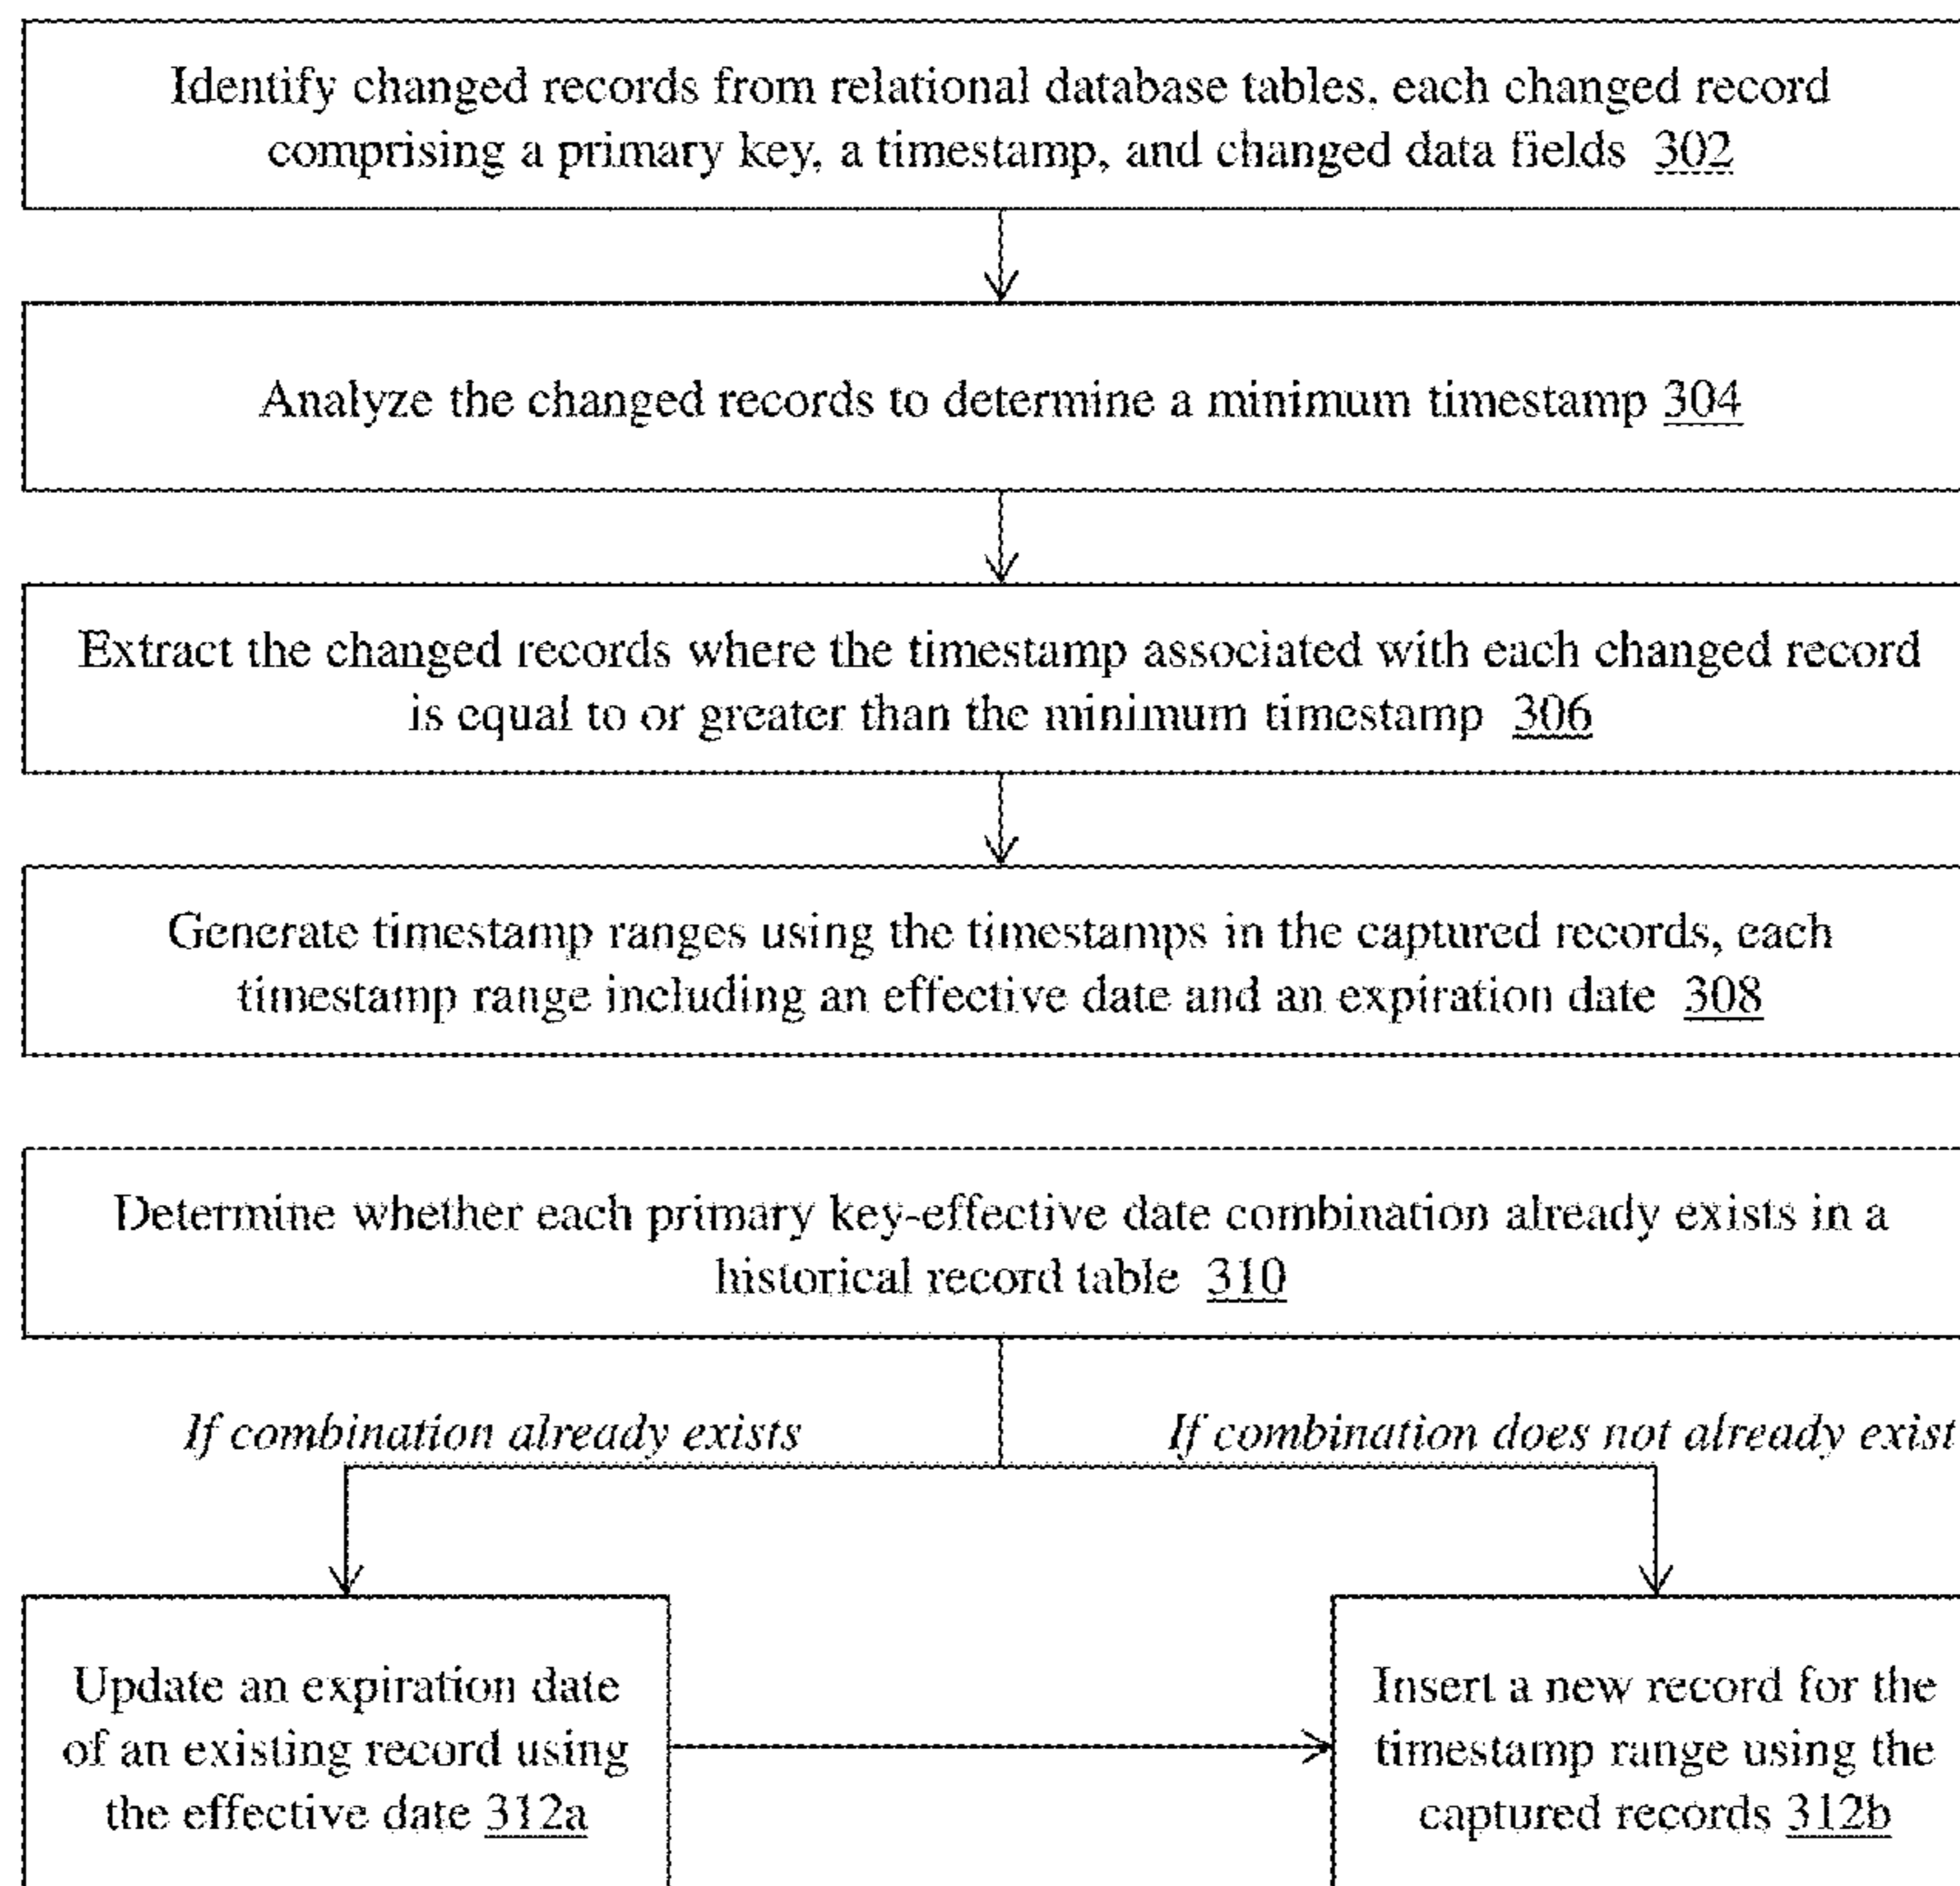 Identify changed records from relational database tables, each changed record
comprising a primary key, a timestamp, and changed data fields 302
Analyze the changed records to determine a minimum timestamp 304
Extract the changed records where the timestamp associated with each changed record
is equal to or greater than the minimum timestamp 306
Generate timestamp ranges using the timestamps in the captured records, each
timestamp range including an effective date and an expiration date 308
Determine whether each primary key-effective date combination already exists in a
historical record table 310
If combination already exists
If combination does not already exist
Update an expiration date
of an existing record using
the effective date 312a
Insert a new record for the
timestamp range using the
captured records 312b